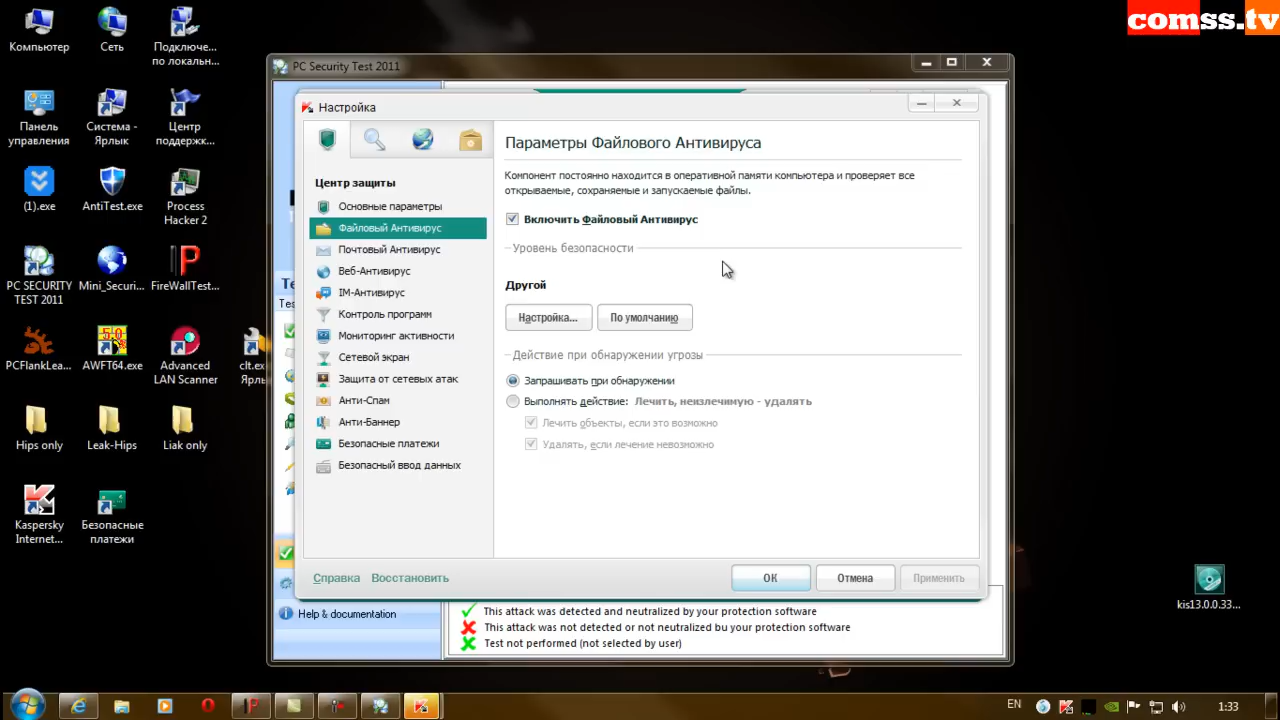 comss.tv
Компьютер
Сеть
Подключе...
по локальн...
Панель
управления
Система -
Ярлык
Центр
поддержк...
(1).exe
AntiTest.exe
Process
Hacker 2
PC SECURITY
TEST 2011
Mini_Securi...
FireWallTest...
PCFlankLea...
AWFT64.exe
Advanced
LAN Scanner
clt.exe
Ярлы
Hips only
Leak-Hips
Liak only
Kaspersky
Internet...
Безопасные
платежи
PC Security Test 2011
Настройка
Центр защиты
Основные параметры
Файловый Антивирус
Почтовый Антивирус
Веб-Антивирус
IM-Антивирус
Контроль программ
Мониторинг активности
Сетевой экран
Защита от сетевых атак
Анти-Спам
Анти-Баннер
Безопасные платежи
Безопасный ввод данных
Параметры Файлового Антивируса
Компонент постоянно находится в оперативной памяти компьютера и проверяет все
открываемые, сохраняемые и запускаемые файлы.
Включить Файловый Антивирус
Уровень безопасности
Другой
Настройка...
По умолчанию
Действие при обнаружении угрозы
Запрашивать при обнаружении
Выполнять действие: Лечить, неизлечимую - удалять
Лечить объекты, если это возможно
Удалять, если лечение невозможно
Справка
Восстановить
ОК
Отмена
Применить
Help & documentation
This attack was detected and neutralized by your protection software
This attack was not detected or not neutralized bu your protection software
Test not performed (not selected by user)
kis13.0.0.33...
EN
1:33